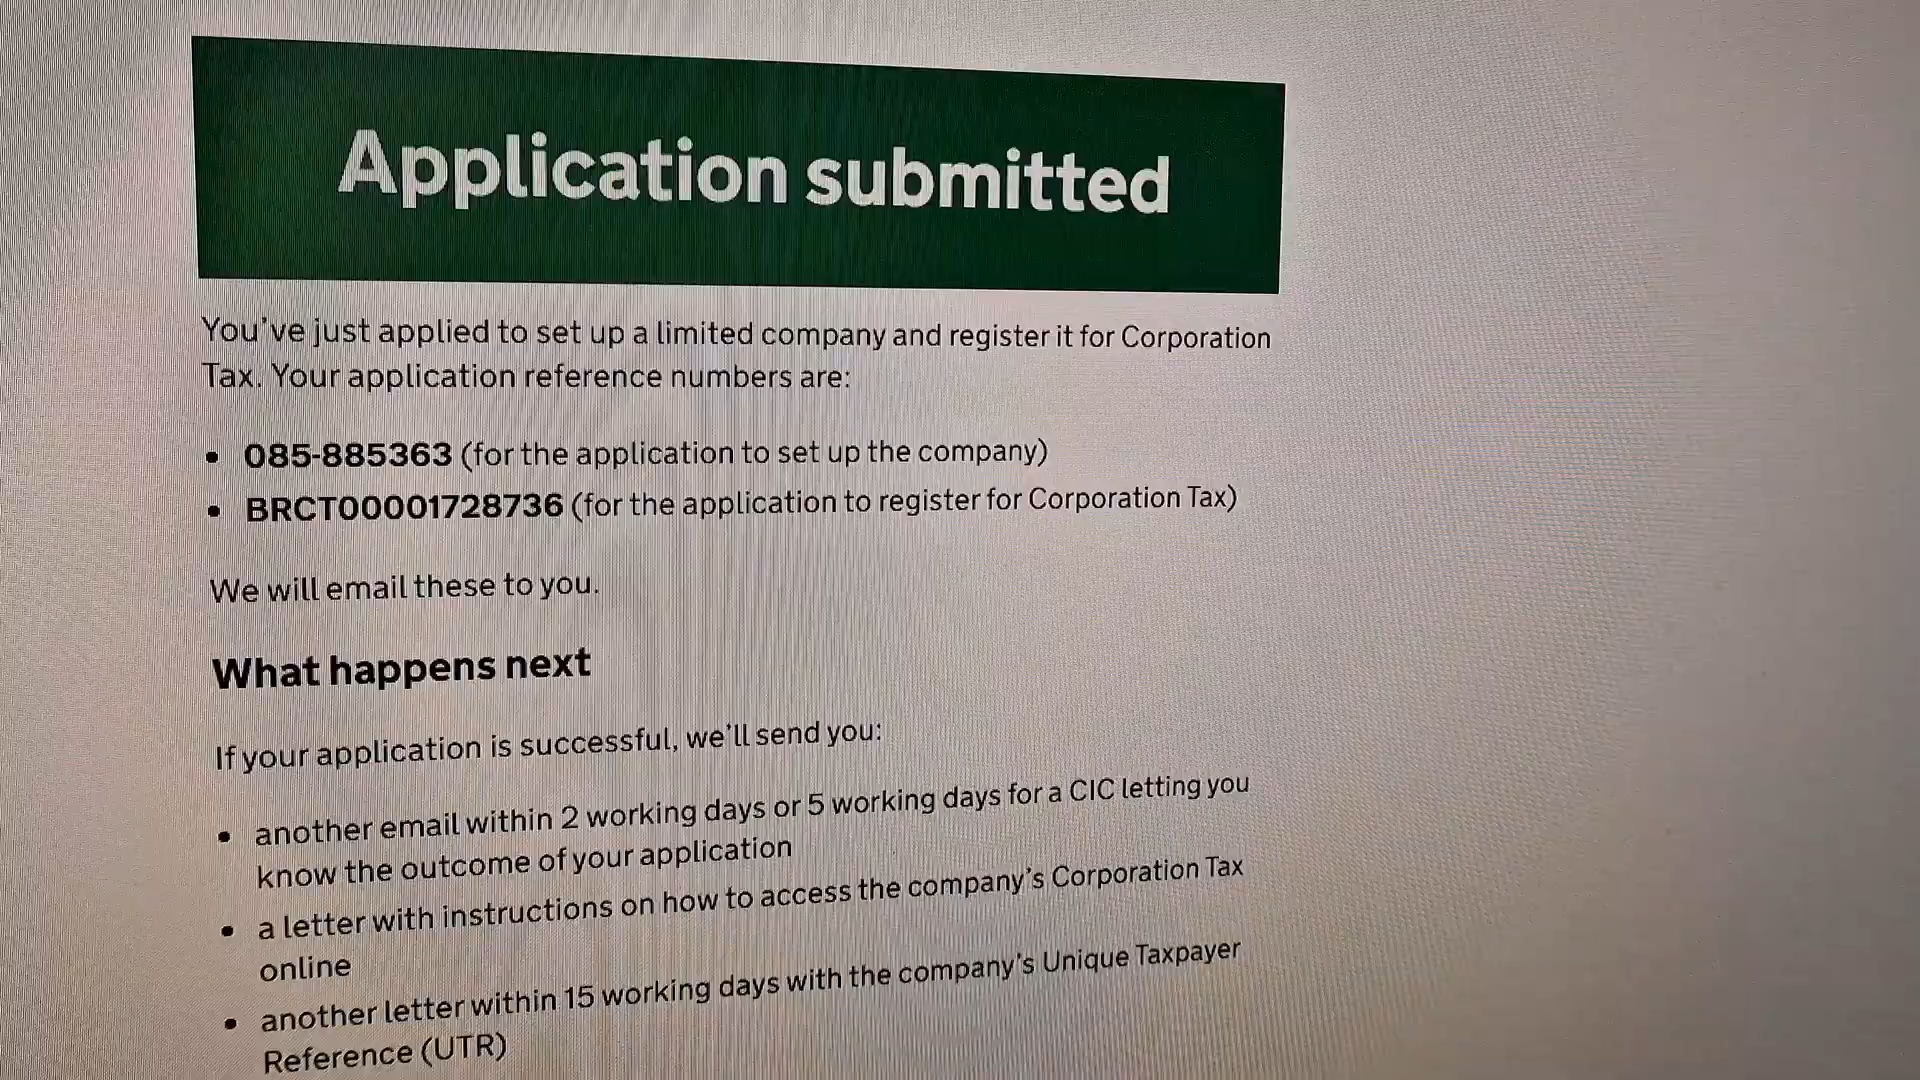 Application submitted
You've just applied to set up a limited company and register it for Corporation
Tax. Your application reference numbers are:
• 085-885363 (for the application to set up the company)
• BRCT00001728736 (for the application to register for Corporation Tax)
We will email these to you.
What happens next
If your application is successful, we'll send you:
• another email within 2 working days or 5 working days for a CIC letting you
know the outcome of your application
• a letter with instructions on how to access the company's Corporation Tax
online
• another letter within 15 working days with the company's Unique Taxpayer
Reference (UTR)